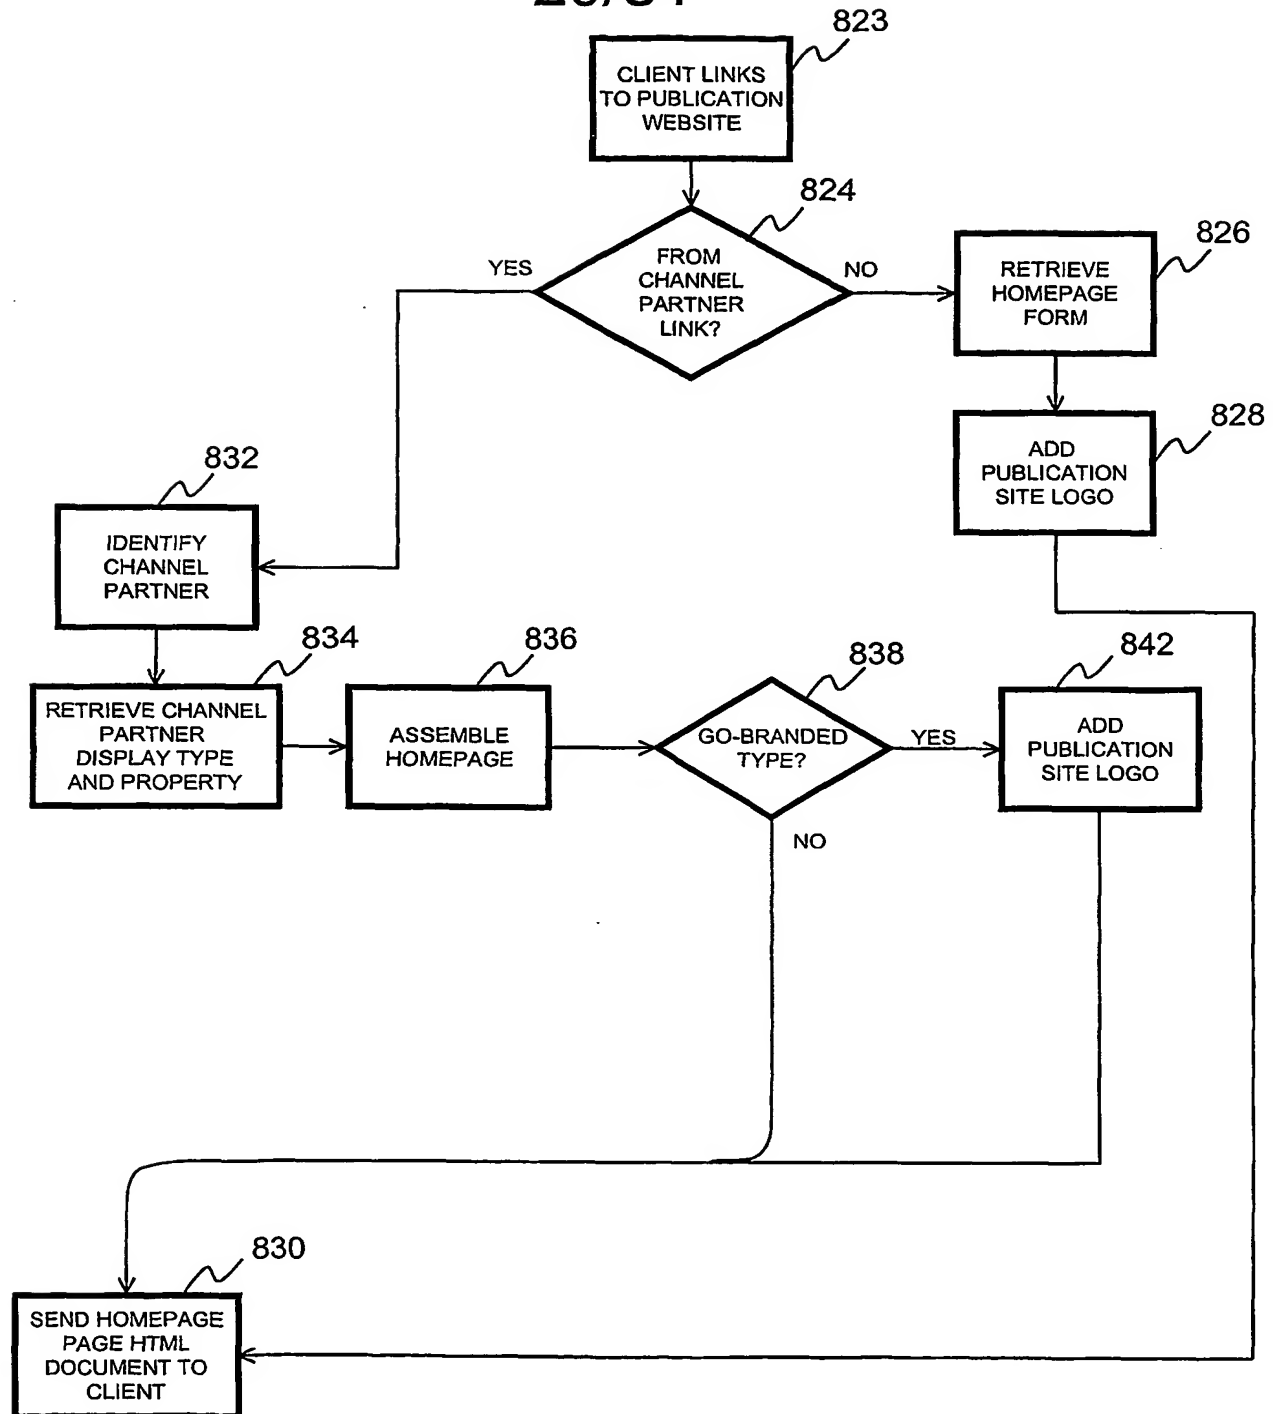 823
CLIENT LINKS
TO PUBLICATION
WEBSITE
824
FROM
CHANNEL
PARTNER
LINK?
YES
NO
826
RETRIEVE
HOMEPAGE
FORM
828
ADD
PUBLICATION
SITE LOGO
832
IDENTIFY
CHANNEL
PARTNER
834
RETRIEVE CHANNEL
PARTNER
DISPLAY TYPE
AND PROPERTY
836
ASSEMBLE
HOMEPAGE
838
GO-BRANDED
TYPE?
YES
NO
842
ADD
PUBLICATION
SITE LOGO
830
SEND HOMEPAGE
PAGE HTML
DOCUMENT TO
CLIENT